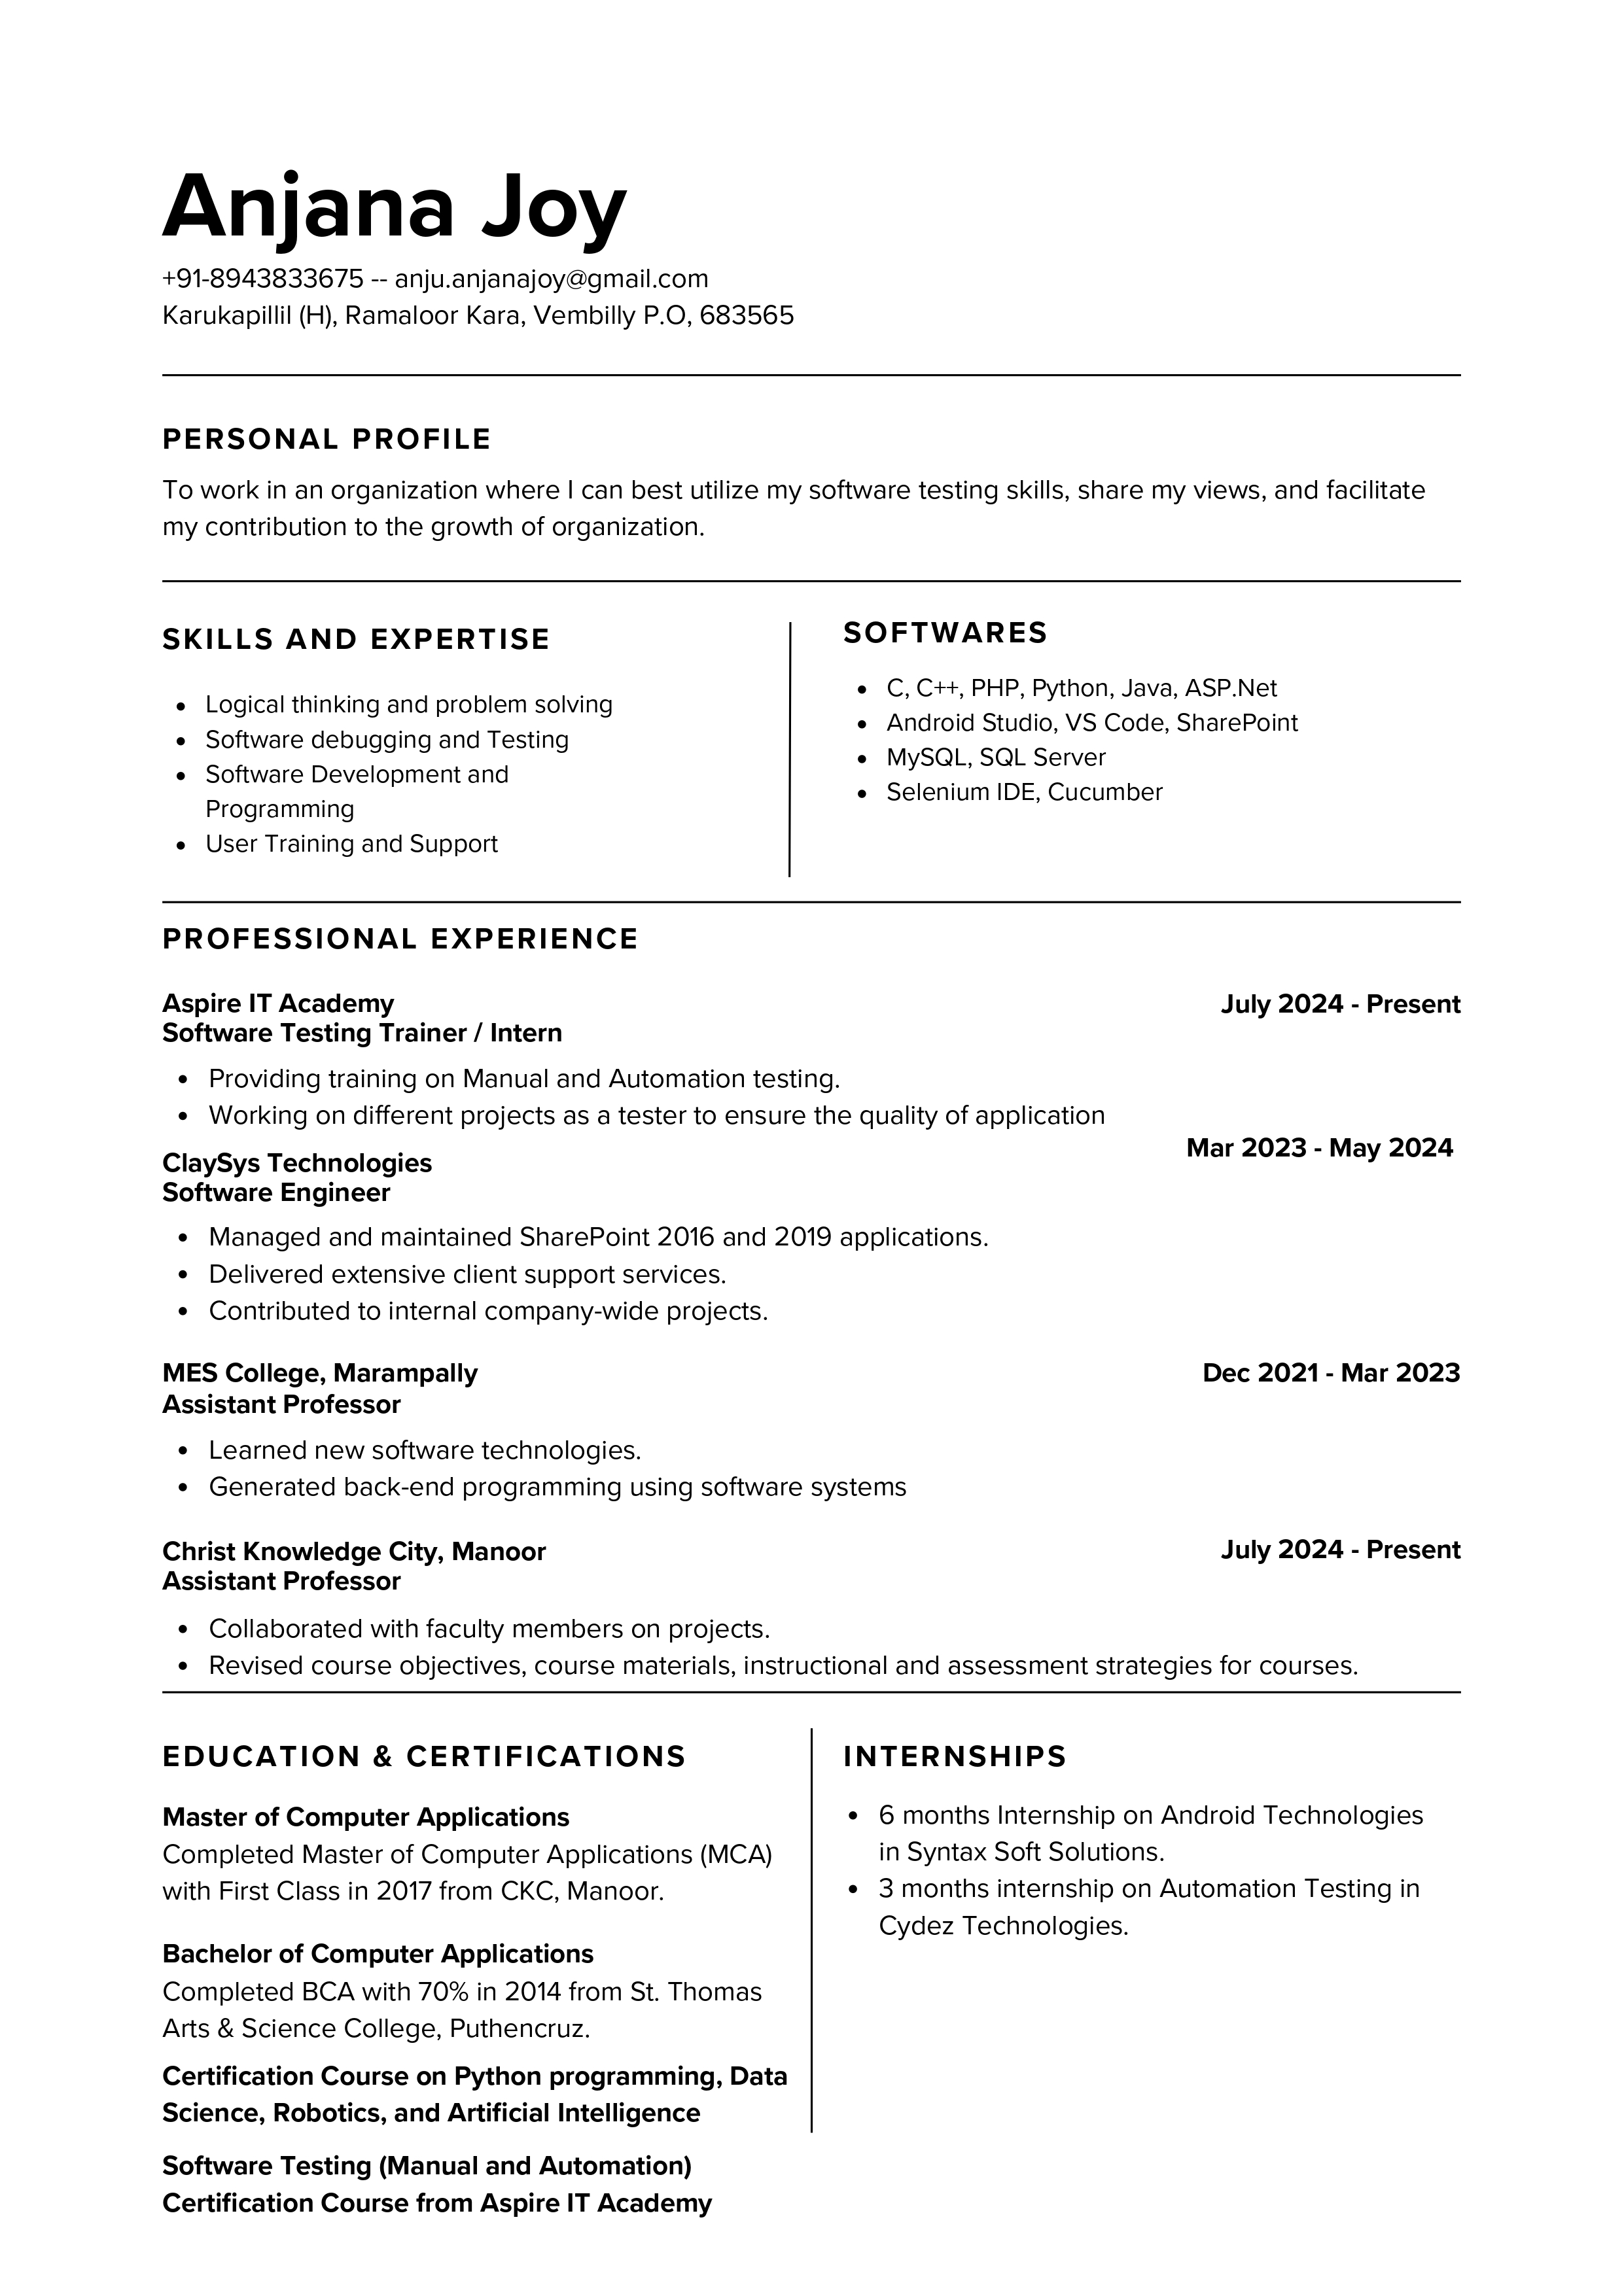 Anjana Joy
+91-8943833675 -- anju.anjanajoy@gmail.com
Karukapillil (H), Ramaloor Kara, Vembilly P.O, 683565
PERSONAL PROFILE
To work in an organization where I can best utilize my software testing skills, share my views, and facilitate
my contribution to the growth of organization.
SKILLS AND EXPERTISE
• Logical thinking and problem solving
• Software debugging and Testing
• Software Development and
Programming
• User Training and Support
SOFTWARES
• C, C++, PHP, Python, Java, ASP.Net
• Android Studio, VS Code, SharePoint
• MySQL, SQL Server
• Selenium IDE, Cucumber
PROFESSIONAL EXPERIENCE
Aspire IT Academy July 2024 - Present
Software Testing Trainer / Intern
• Providing training on Manual and Automation testing.
• Working on different projects as a tester to ensure the quality of application
ClaySys Technologies Mar 2023 - May 2024
Software Engineer
• Managed and maintained SharePoint 2016 and 2019 applications.
• Delivered extensive client support services.
• Contributed to internal company-wide projects.
MES College, Marampally Dec 2021 - Mar 2023
Assistant Professor
• Learned new software technologies.
• Generated back-end programming using software systems
Christ Knowledge City, Manoor July 2024 - Present
Assistant Professor
• Collaborated with faculty members on projects.
• Revised course objectives, course materials, instructional and assessment strategies for courses.
EDUCATION & CERTIFICATIONS
Master of Computer Applications
Completed Master of Computer Applications (MCA)
with First Class in 2017 from CKC, Manoor.
Bachelor of Computer Applications
Completed BCA with 70% in 2014 from St. Thomas
Arts & Science College, Puthencruz.
Certification Course on Python programming, Data
Science, Robotics, and Artificial Intelligence
Software Testing (Manual and Automation)
Certification Course from Aspire IT Academy
INTERNSHIPS
• 6 months Internship on Android Technologies
in Syntax Soft Solutions.
• 3 months internship on Automation Testing in
Cydez Technologies.